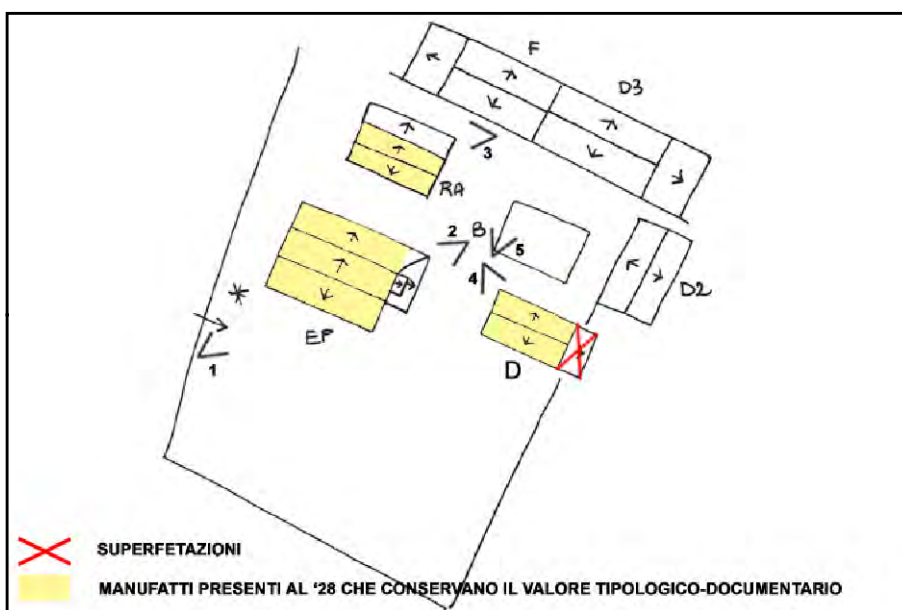 F
D3
3
RA
2
B
5
4
D2
EP
1
D
SUPERFETAZIONI
MANUFATTI PRESENTI AL '28 CHE CONSERVANO IL VALORE TIPOLOGICO-DOCUMENTARIO